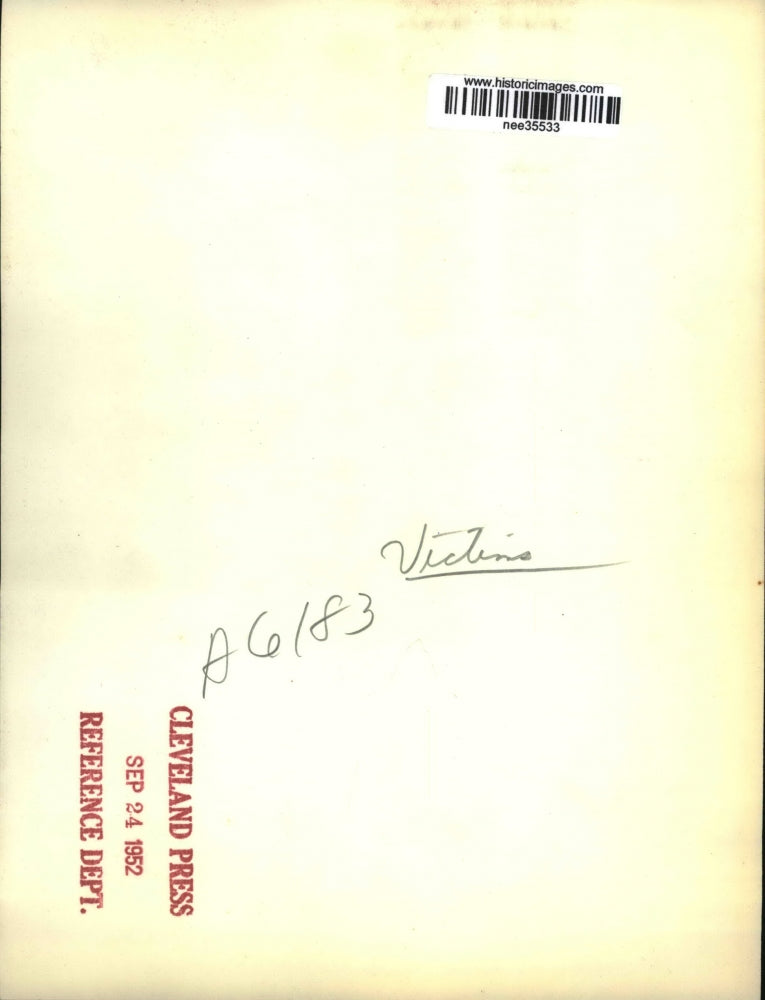 www.historicimages.com
nee35533
Victims
A6183
CLEVELAND PRESS
SEP 24 1952
REFERENCE DEPT.